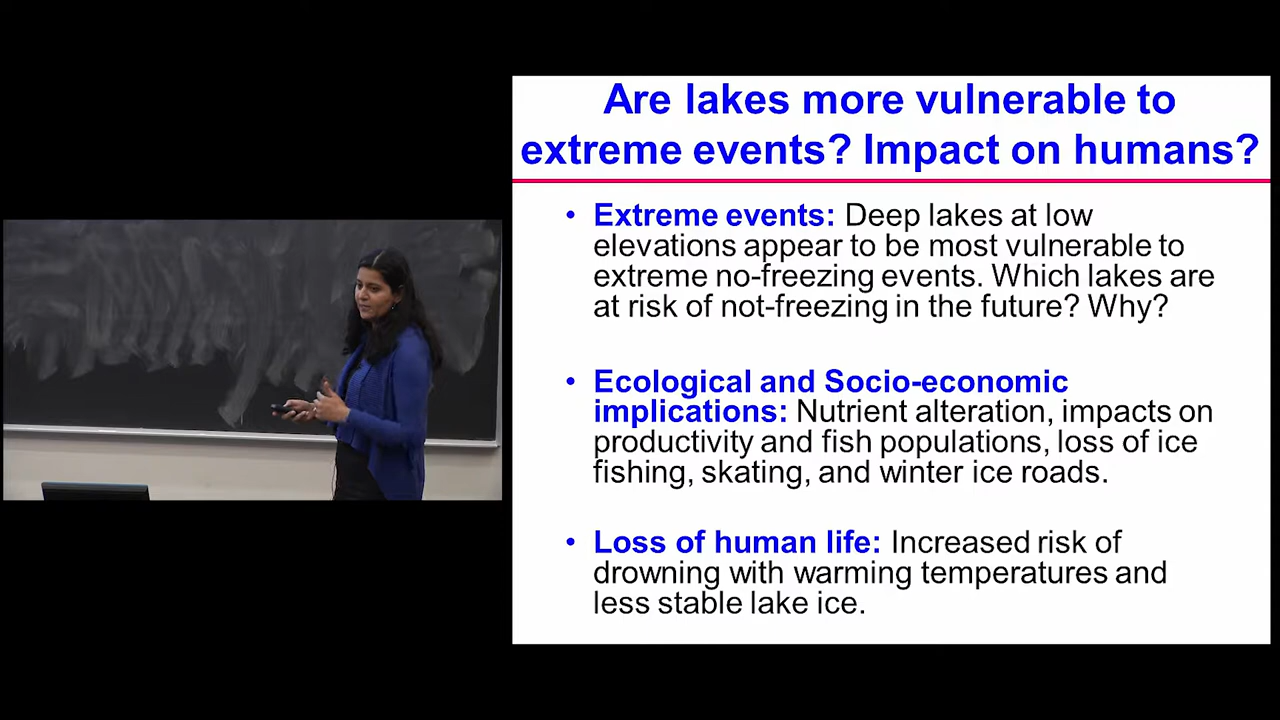 Are lakes more vulnerable to
extreme events? Impact on humans?
• Extreme events: Deep lakes at low
elevations appear to be most vulnerable to
extreme no-freezing events. Which lakes are
at risk of not-freezing in the future? Why?
• Ecological and Socio-economic
implications: Nutrient alteration, impacts on
productivity and fish populations, loss of ice
fishing, skating, and winter ice roads.
• Loss of human life: Increased risk of
drowning with warming temperatures and
less stable lake ice.